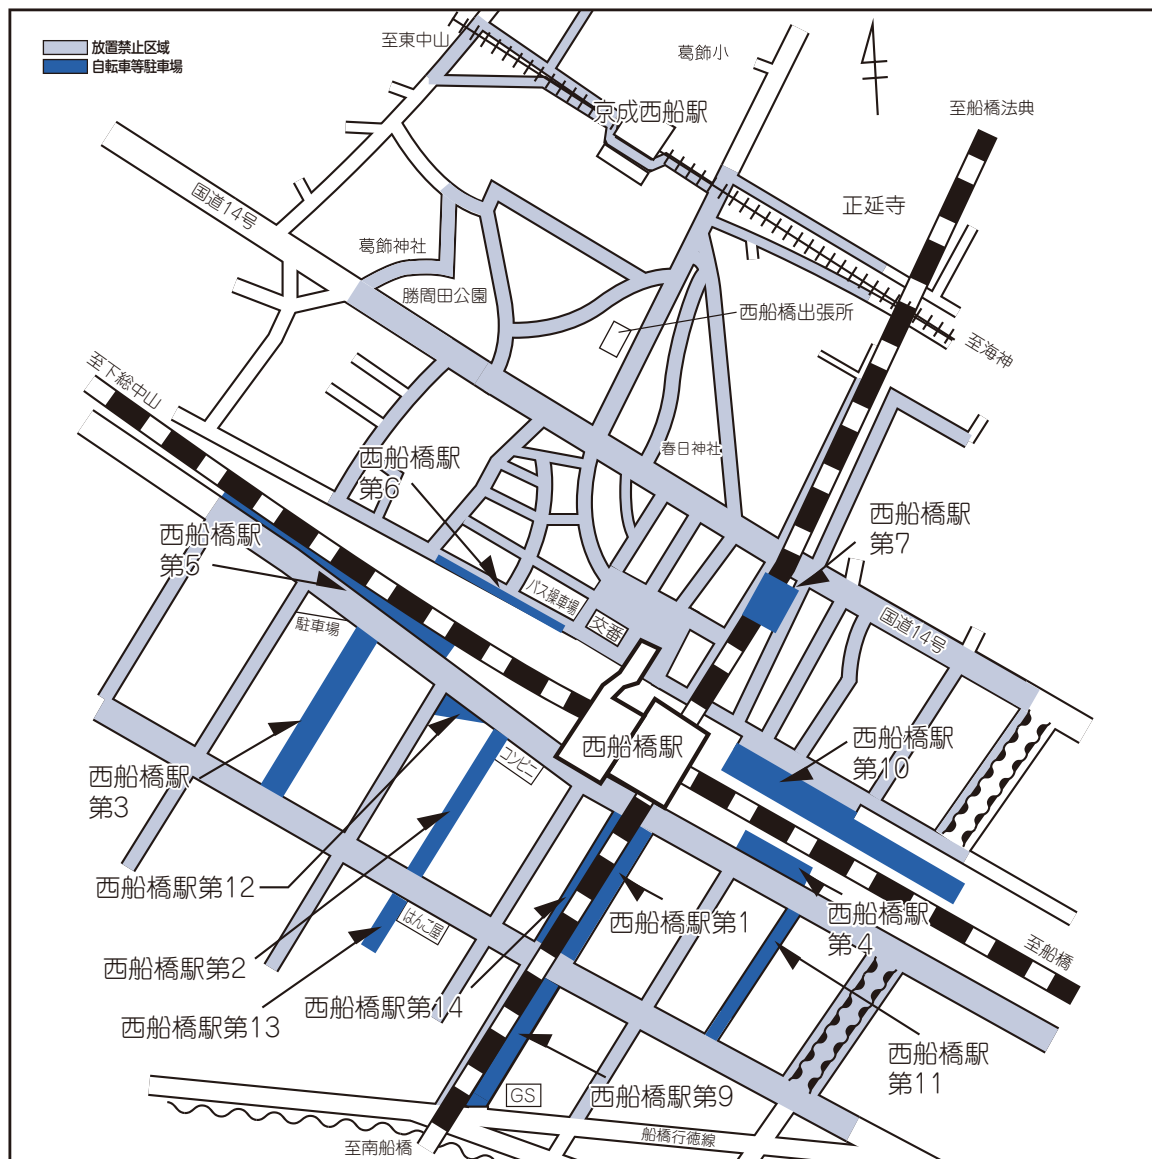 放置禁止区域
自転車等駐車場
至東中山
葛飾小
京成西船駅
至船橋法典
国道14号
正延寺
葛飾神社
勝間田公園
西船橋出張所
至海神
至下総中山
春日神社
西船橋駅
第6
西船橋駅
第5
西船橋駅
第7
バス操車場
交番
駐車場
国道14号
西船橋駅
コンビニ
西船橋駅
第10
西船橋駅
第3
西船橋駅第12
はんこ屋
西船橋駅第1
西船橋駅
第4
至船橋
西船橋駅第2
西船橋駅第14
西船橋駅第13
西船橋駅
第11
GS
西船橋駅第9
船橋行徳線
至南船橋